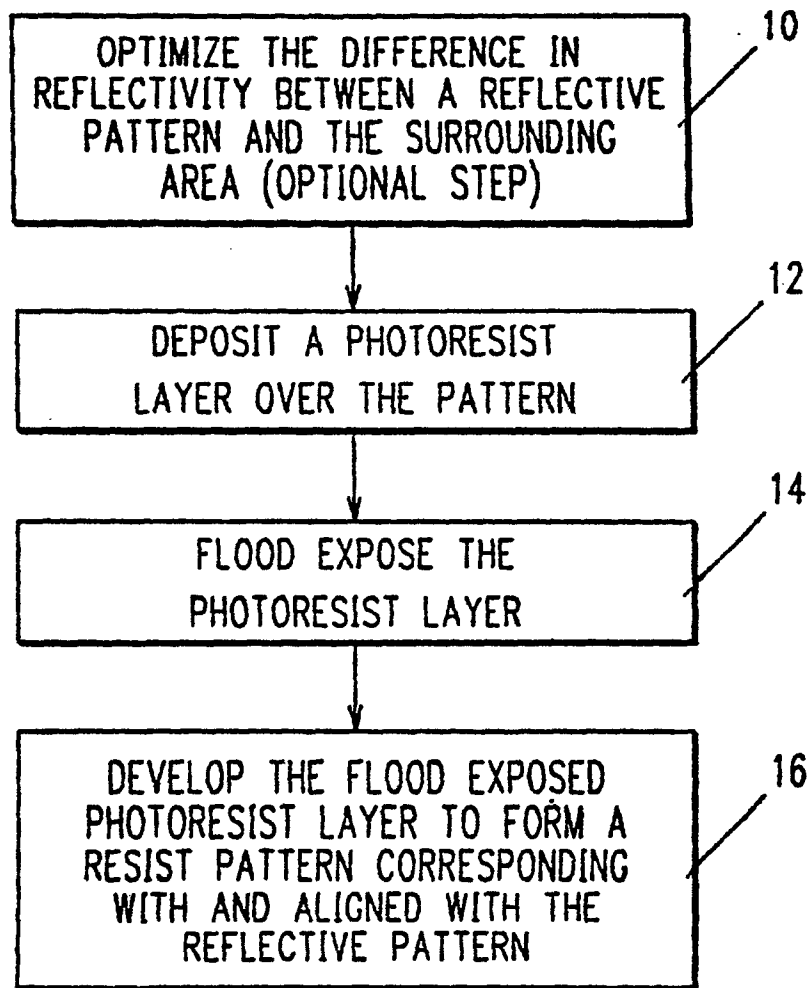 10
OPTIMIZE THE DIFFERENCE IN
REFLECTIVITY BETWEEN A REFLECTIVE
PATTERN AND THE SURROUNDING
AREA (OPTIONAL STEP)
12
DEPOSIT A PHOTORESIST
LAYER OVER THE PATTERN
14
FLOOD EXPOSE THE
PHOTORESIST LAYER
16
DEVELOP THE FLOOD EXPOSED
PHOTORESIST LAYER TO FORM A
RESIST PATTERN CORRESPONDING
WITH AND ALIGNED WITH THE
REFLECTIVE PATTERN